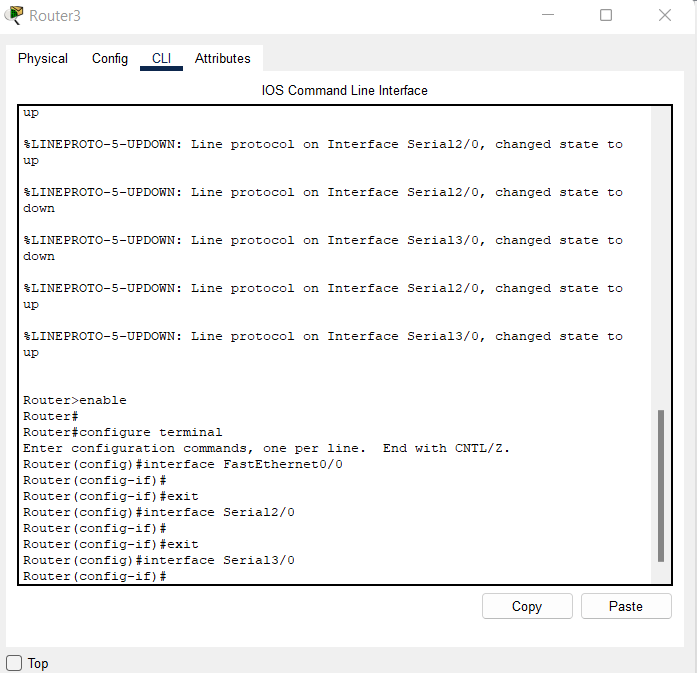 Router3
Physical Config CLI Attributes
IOS Command Line Interface
up
%LINEPROTO-5-UPDOWN: Line protocol on Interface Serial2/0, changed state to
up
%LINEPROTO-5-UPDOWN: Line protocol on Interface Serial2/0, changed state to
down
%LINEPROTO-5-UPDOWN: Line protocol on Interface Serial3/0, changed state to
down
%LINEPROTO-5-UPDOWN: Line protocol on Interface Serial2/0, changed state to
up
%LINEPROTO-5-UPDOWN: Line protocol on Interface Serial3/0, changed state to
up
Router>enable
Router#
Router#configure terminal
Enter configuration commands, one per line.  End with CNTL/Z.
Router(config)#interface FastEthernet0/0
Router(config-if)#
Router(config-if)#exit
Router(config)#interface Serial2/0
Router(config-if)#
Router(config-if)#exit
Router(config)#interface Serial3/0
Router(config-if)#
Copy Paste
Top